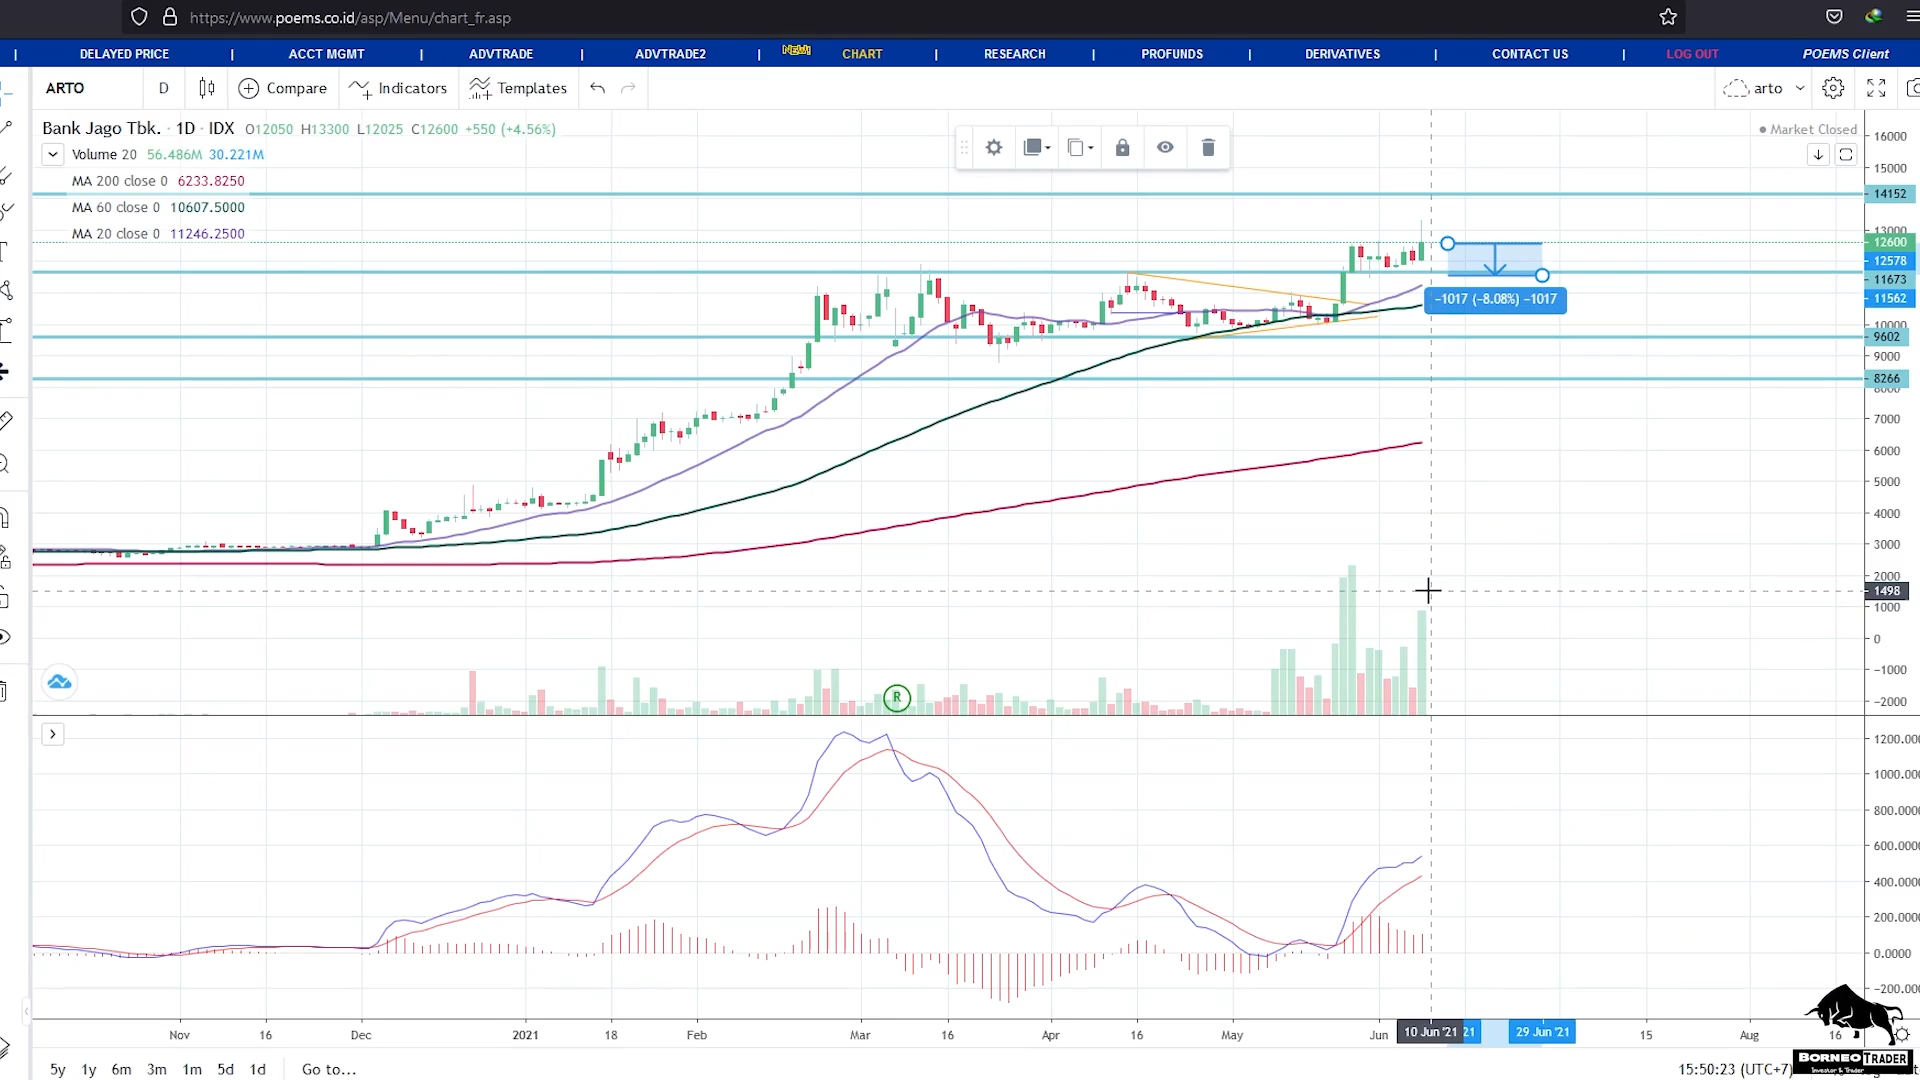 https://www.poems.co.id/asp/Menu/chart_fr.asp
| DELAYED PRICE | ACCT MGMT | ADVTRADE | ADVTRADE2 | NEW! CHART | RESEARCH | PROFUNDS | DERIVATIVES | CONTACT US | LOG OUT POEMS Client
ARTO D Compare Indicators Templates arto
Bank Jago Tbk. · 1D · IDX O12050 H13300 L12025 C12600 +550 (+4.56%)
Market Closed
Volume 20 56.486M 30.221M
MA 200 close 0 6233.8250
MA 60 close 0 10607.5000
MA 20 close 0 11246.2500
16000
15000
14152
13000
12600
12578
11673
11562
10000
9602
9000
8266
8000
7000
6000
5000
4000
3000
2000
1498
1000
0
−1000
−2000
−1017 (−8.08%) −1017
R
1200.000
1000.000
800.000
600.000
400.000
200.000
0.0000
−200.000
Nov 16 Dec 2021 18 Feb Mar 16 Apr 16 May Jun 10 Jun '21 21 29 Jun '21 15 Aug 16
5y 1y 6m 3m 1m 5d 1d Go to...
15:50:23 (UTC+7)
BORNEO TRADER
Investor & Trader